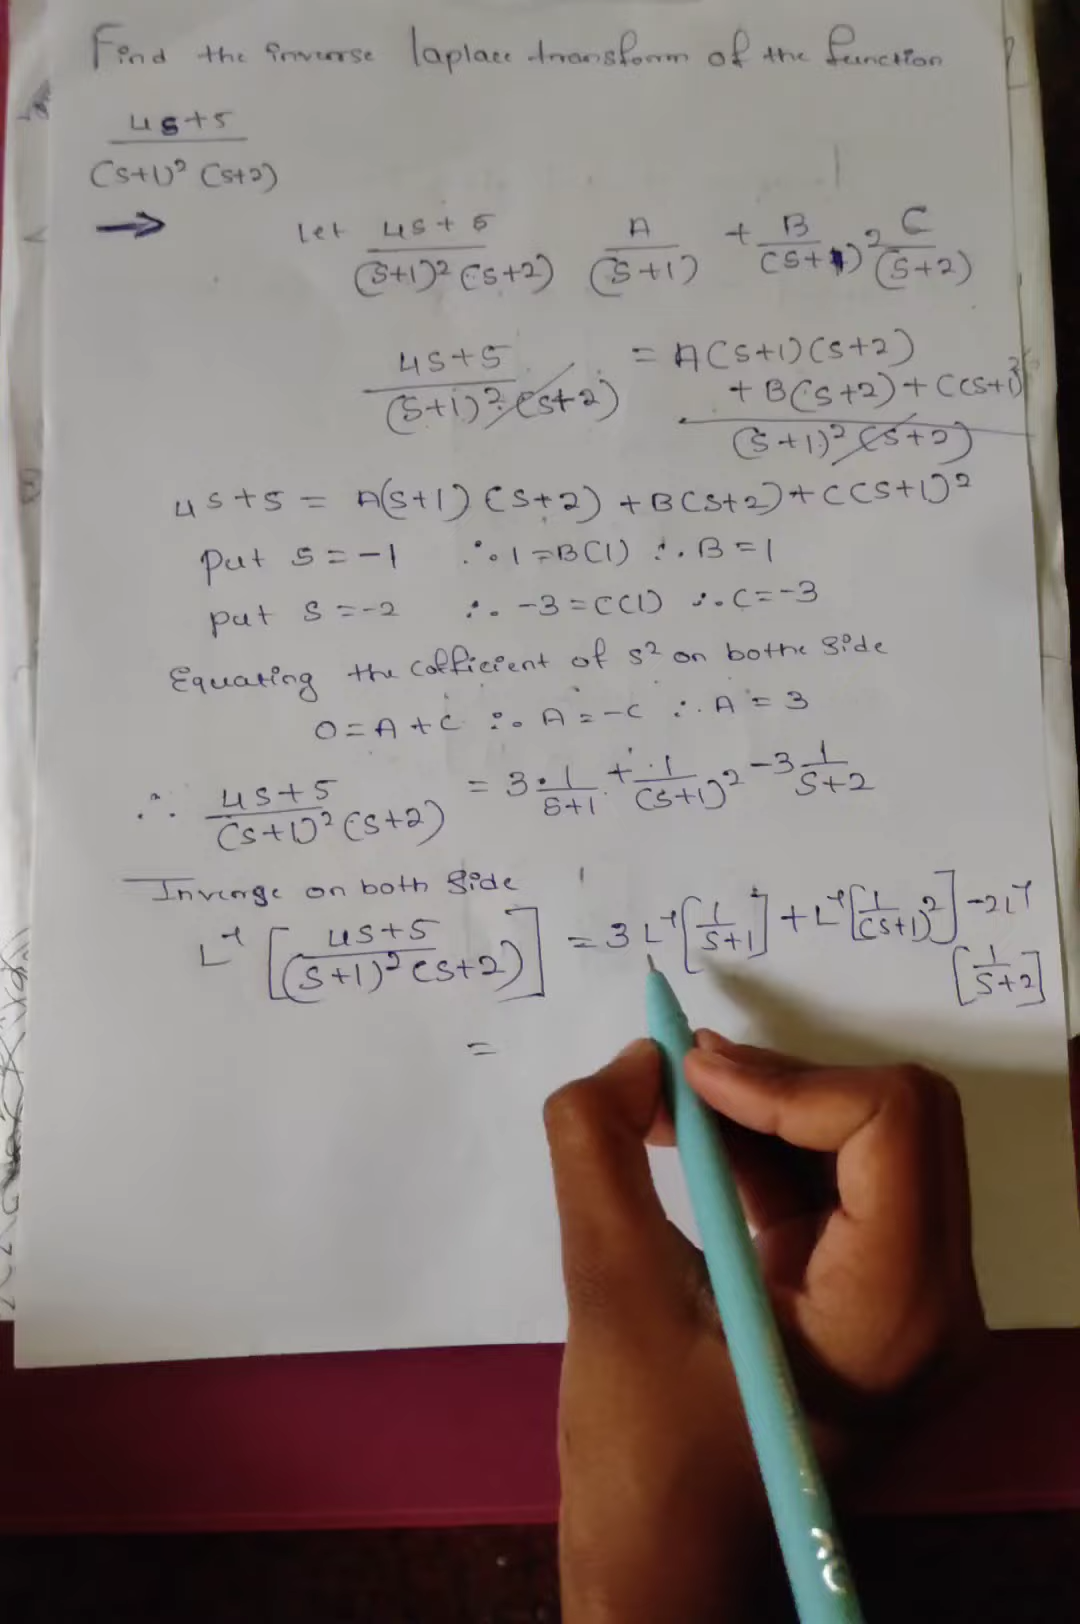 Find the inverse laplace transform of the function
4s+5
(s+1)² (s+2)
Let 4s+5 A + B C
(s+1)² (s+2) (s+1) (s+1)² (s+2)
4s+5 = A(s+1)(s+2)
(s+1)² (s+2) + B(s+2) + C(s+1)²
(s+1)² (s+2)
4s+5 = A(s+1) (s+2) + B(s+2) + C(s+1)²
put s = -1 ∴ 1 = B(1) ∴ B = 1
put s = -2 ∴ -3 = C(1) ∴ C = -3
Equating the cofficient of s² on bothe side
0 = A + C ∴ A = -C ∴ A = 3
∴ 4s+5 = 3 · 1 + 1 -3 1
(s+1)² (s+2) s+1 (s+1)² s+2
Invenge on both side
L⁻¹ [ 4s+5 ] = 3 L⁻¹ [ 1 ] + L⁻¹ [ 1 ] -2L⁻¹
(s+1)² (s+2) s+1 (s+1)²
[ 1 ]
s+2
=